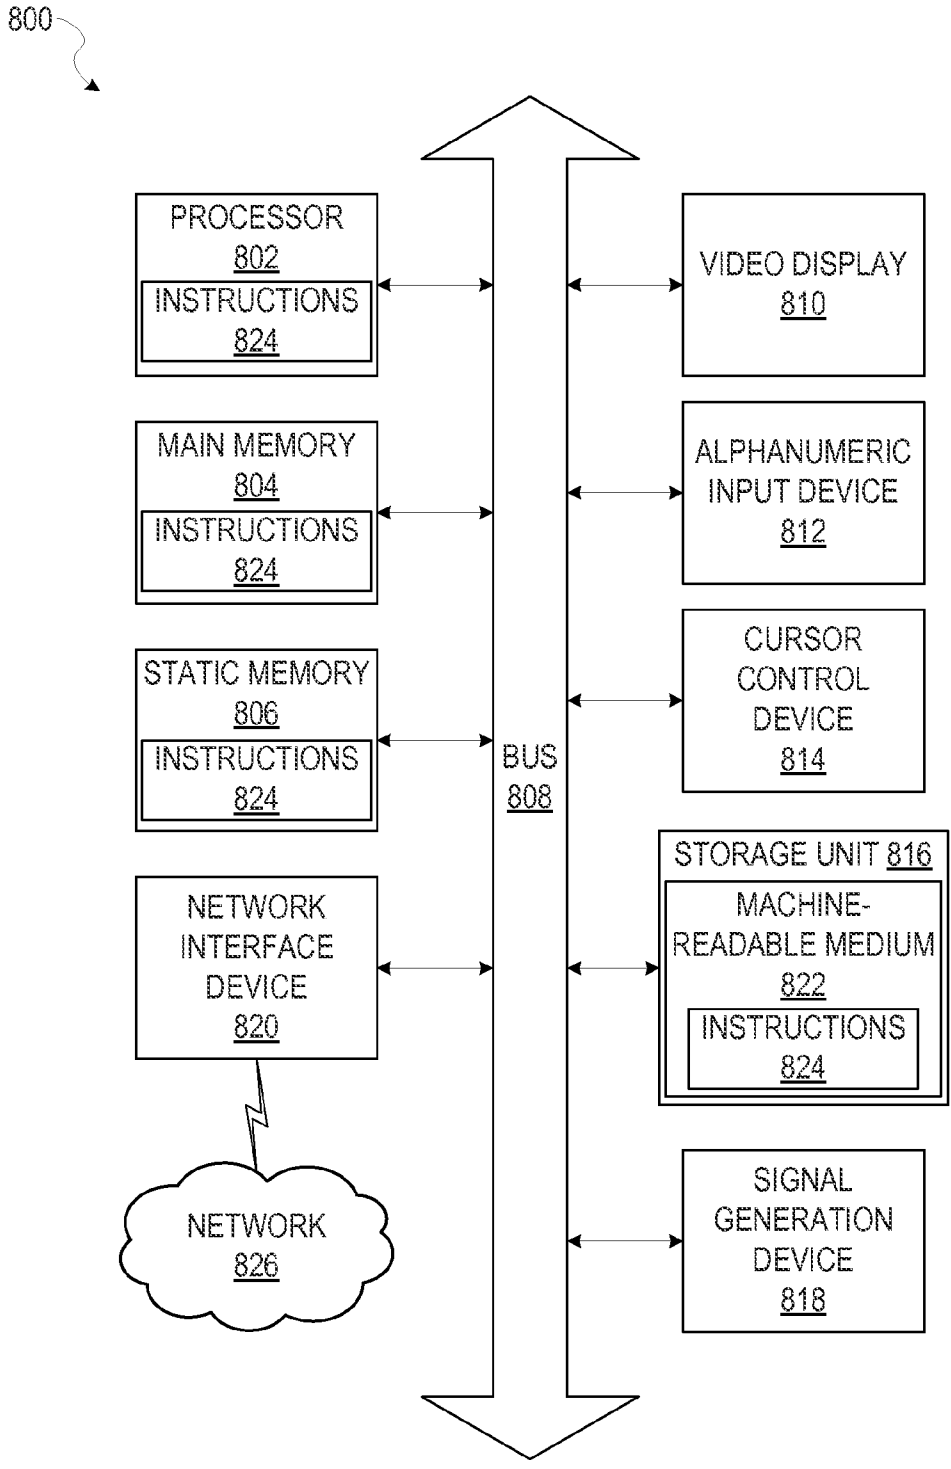 800
PROCESSOR
802
INSTRUCTIONS
824
MAIN MEMORY
804
INSTRUCTIONS
824
STATIC MEMORY
806
INSTRUCTIONS
824
NETWORK
INTERFACE
DEVICE
820
NETWORK
826
BUS
808
VIDEO DISPLAY
810
ALPHANUMERIC
INPUT DEVICE
812
CURSOR
CONTROL
DEVICE
814
STORAGE UNIT 816
MACHINE-
READABLE MEDIUM
822
INSTRUCTIONS
824
SIGNAL
GENERATION
DEVICE
818